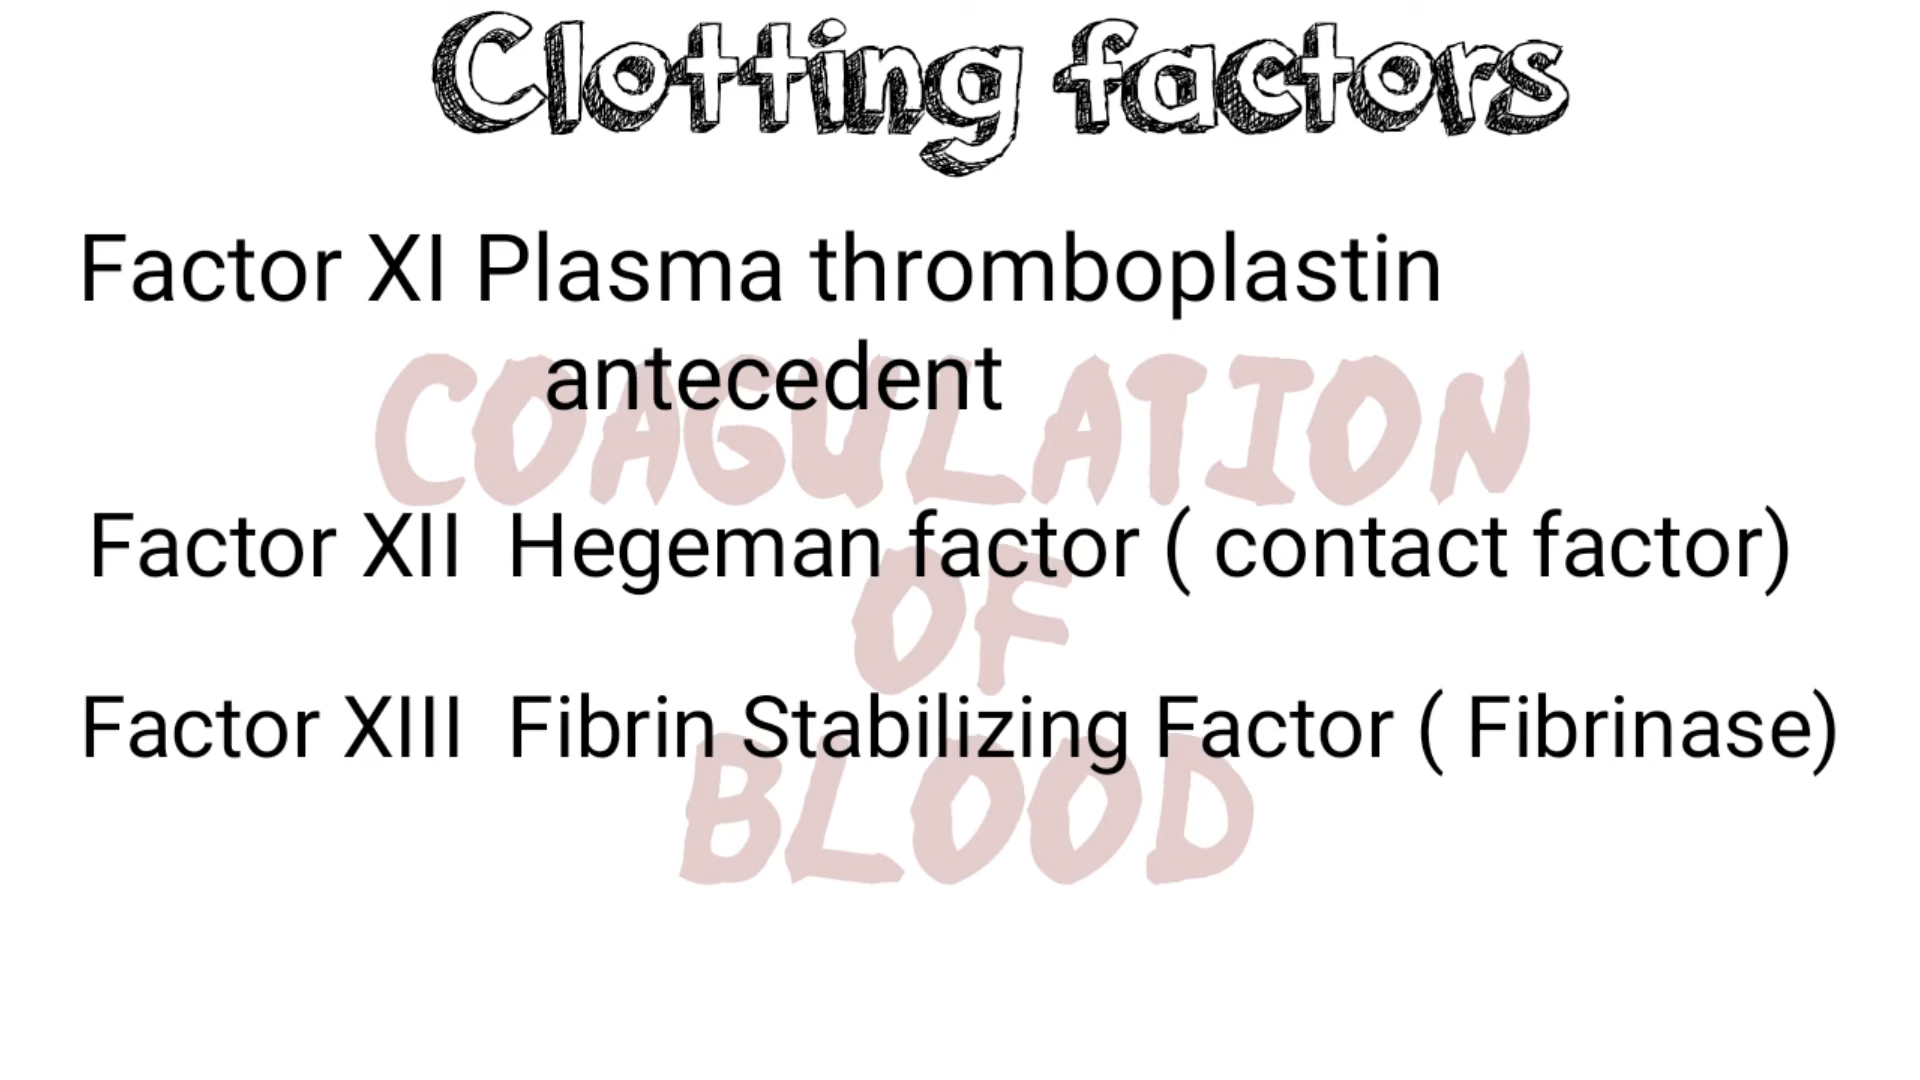 Clotting factors
Factor XI Plasma thromboplastin
antecedent
COAGULATION
Factor XII Hegeman factor ( contact factor)
OF
Factor XIII Fibrin Stabilizing Factor ( Fibrinase)
BLOOD